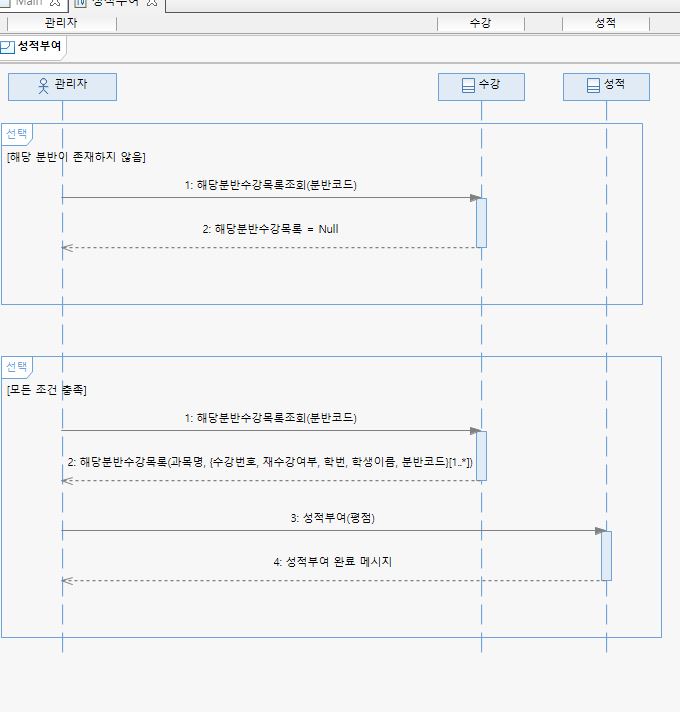 Main
성적부여
관리자 수강 성적
성적부여
관리자 수강 성적
선택
[해당 분반이 존재하지 않음]
1: 해당분반수강목록조회(분반코드)
2: 해당분반수강목록 = Null
선택
[모든 조건 충족]
1: 해당분반수강목록조회(분반코드)
2: 해당분반수강목록(과목명, {수강번호, 재수강여부, 학번, 학생이름, 분반코드}[1..*])
3: 성적부여(평점)
4: 성적부여 완료 메시지